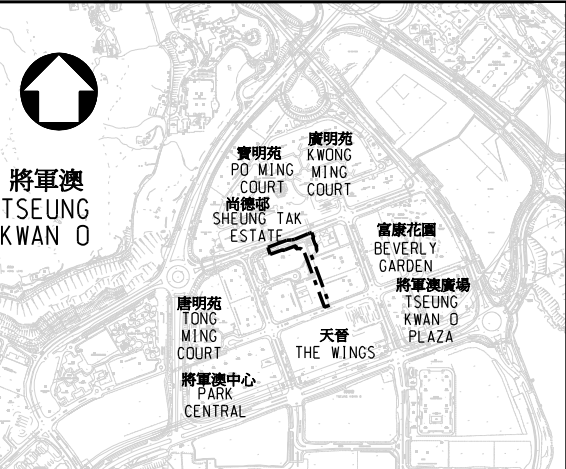 將軍澳
TSEUNG
KWAN O
寶明苑
PO MING
COURT
廣明苑
KWONG
MING
COURT
尚德邨
SHEUNG TAK
ESTATE
富康花園
BEVERLY
GARDEN
將軍澳廣場
TSEUNG
KWAN O
PLAZA
唐明苑
TONG
MING
COURT
天晉
THE WINGS
將軍澳中心
PARK
CENTRAL